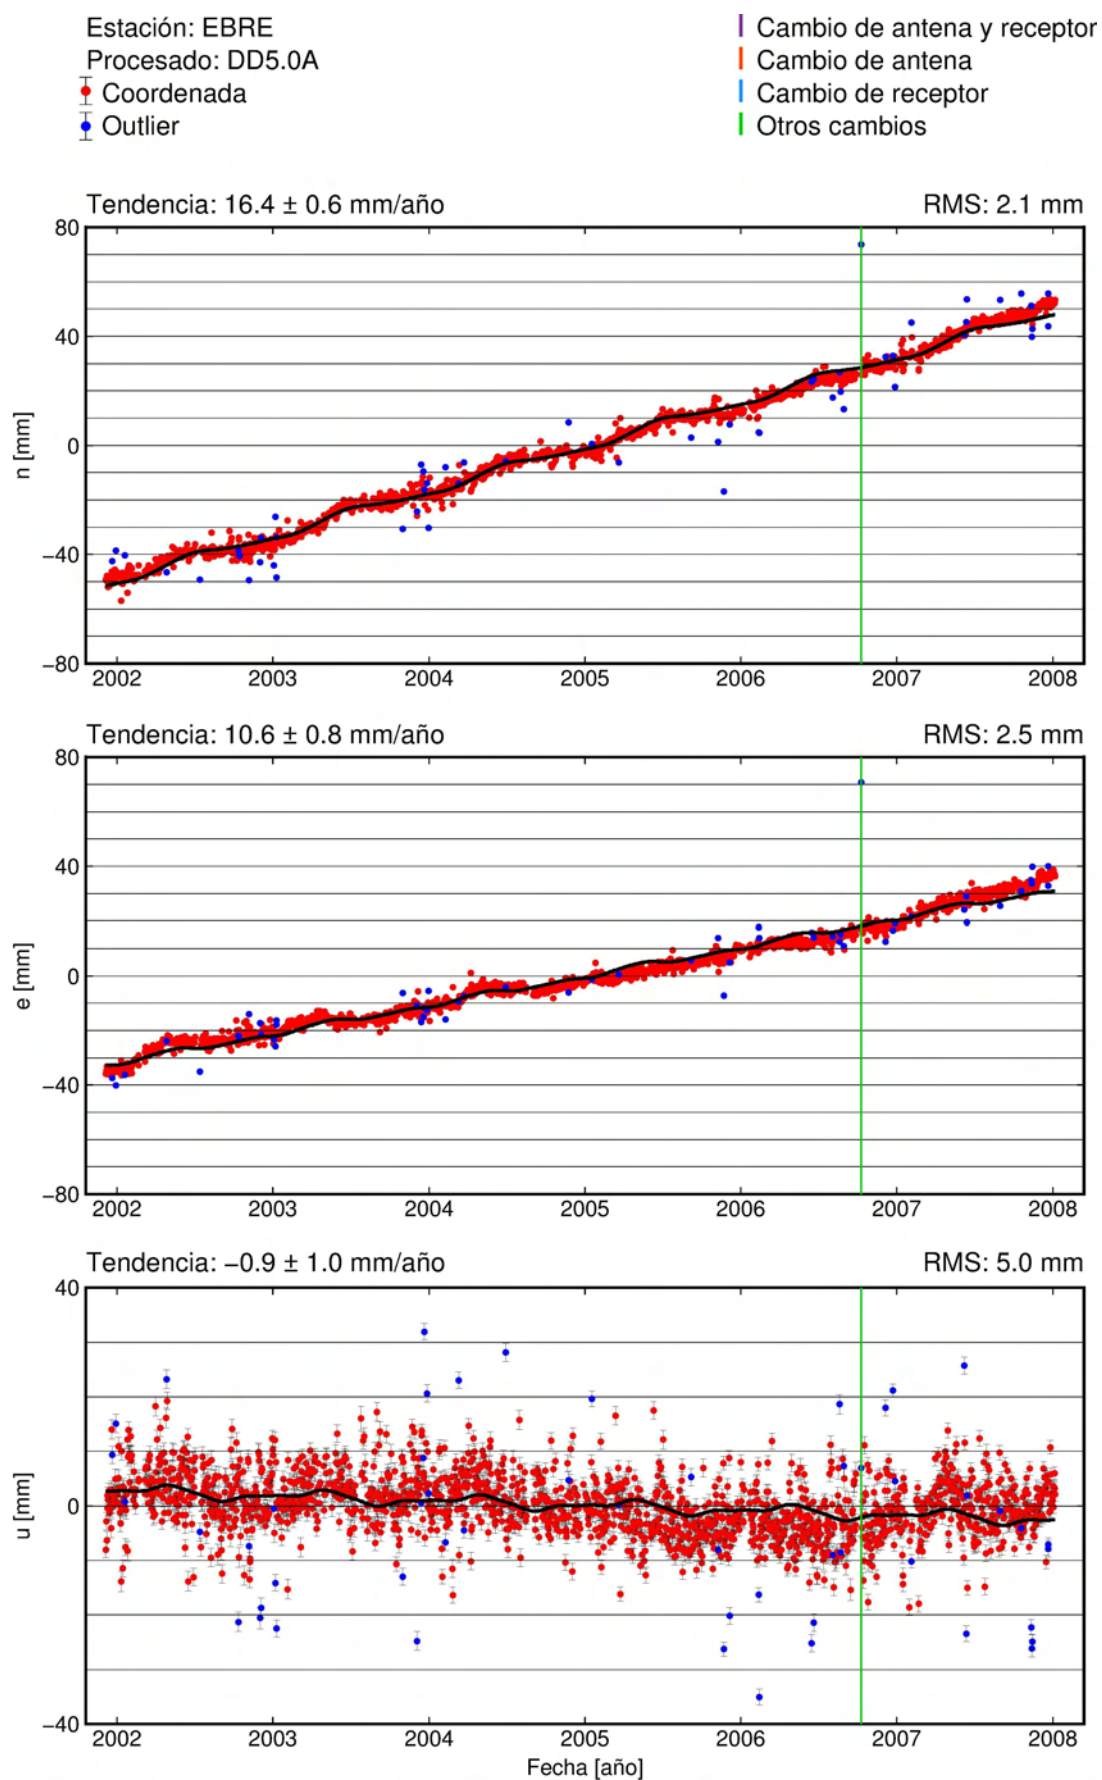 Estación: EBRE
Procesado: DD5.0A
Coordenada
Outlier
Cambio de antena y receptor
Cambio de antena
Cambio de receptor
Otros cambios
Tendencia: 16.4 ± 0.6 mm/año RMS: 2.1 mm
80
40
0
−40
−80
n [mm]
2002 2003 2004 2005 2006 2007 2008
Tendencia: 10.6 ± 0.8 mm/año RMS: 2.5 mm
80
40
0
−40
−80
e [mm]
2002 2003 2004 2005 2006 2007 2008
Tendencia: −0.9 ± 1.0 mm/año RMS: 5.0 mm
40
20
0
−20
−40
u [mm]
2002 2003 2004 2005 2006 2007 2008
Fecha [año]